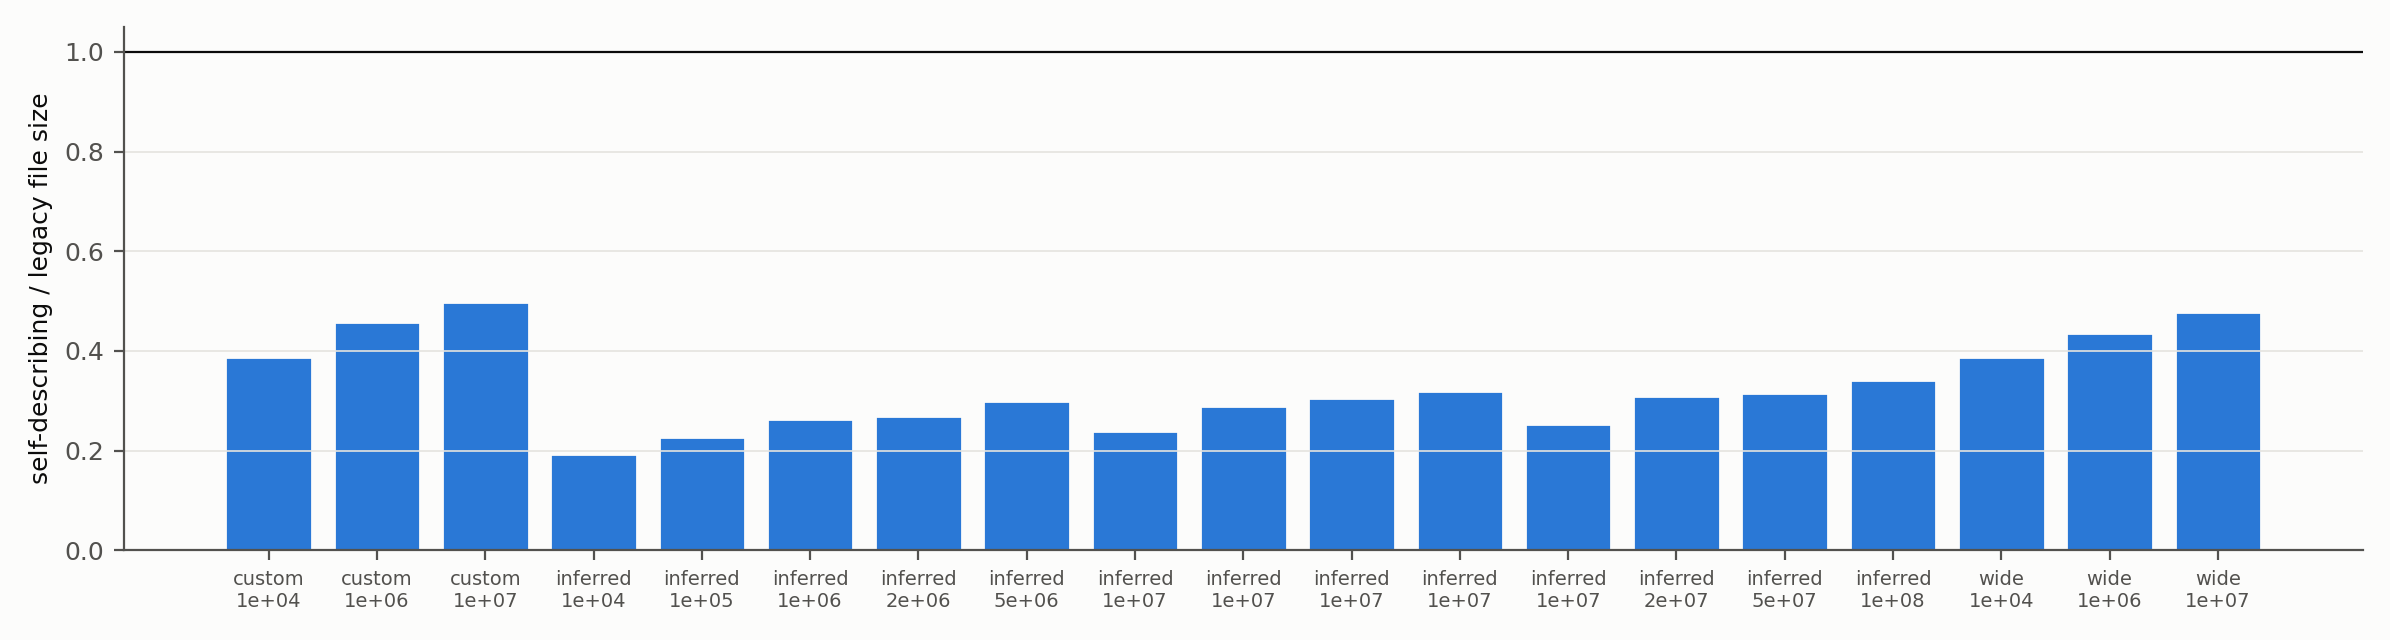 self-describing / legacy file size
1.0
0.8
0.6
0.4
0.2
0.0
custom
1e+04
custom
1e+06
custom
1e+07
inferred
1e+04
inferred
1e+05
inferred
1e+06
inferred
2e+06
inferred
5e+06
inferred
1e+07
inferred
1e+07
inferred
1e+07
inferred
1e+07
inferred
1e+07
inferred
2e+07
inferred
5e+07
inferred
1e+08
wide
1e+04
wide
1e+06
wide
1e+07